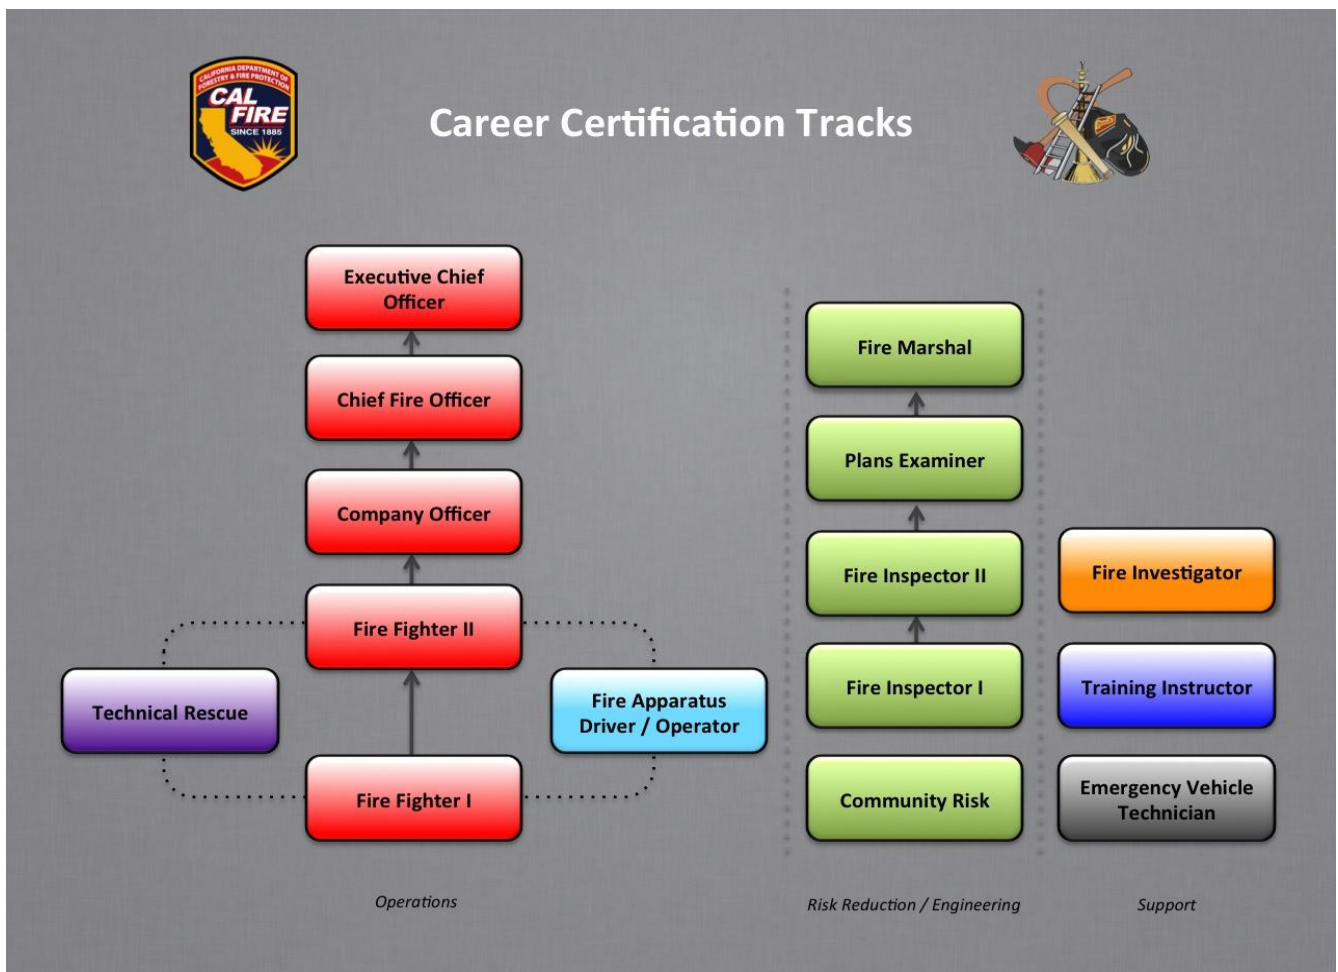 CALIFORNIA DEPARTMENT OF
FORESTRY & FIRE PROTECTION
CAL
FIRE
SINCE 1885
Career Certification Tracks
Executive Chief
Officer
Chief Fire Officer
Company Officer
Fire Fighter II
Technical Rescue
Fire Apparatus
Driver / Operator
Fire Fighter I
Operations
Fire Marshal
Plans Examiner
Fire Inspector II
Fire Inspector I
Community Risk
Risk Reduction / Engineering
Fire Investigator
Training Instructor
Emergency Vehicle
Technician
Support